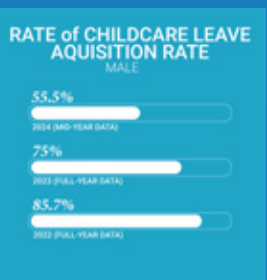 RATE of CHILDCARE LEAVE
AQUISITION RATE
MALE
55.5%
2024 (MID-YEAR DATA)
75%
2023 (FULL-YEAR DATA)
85.7%
2022 (FULL-YEAR DATA)